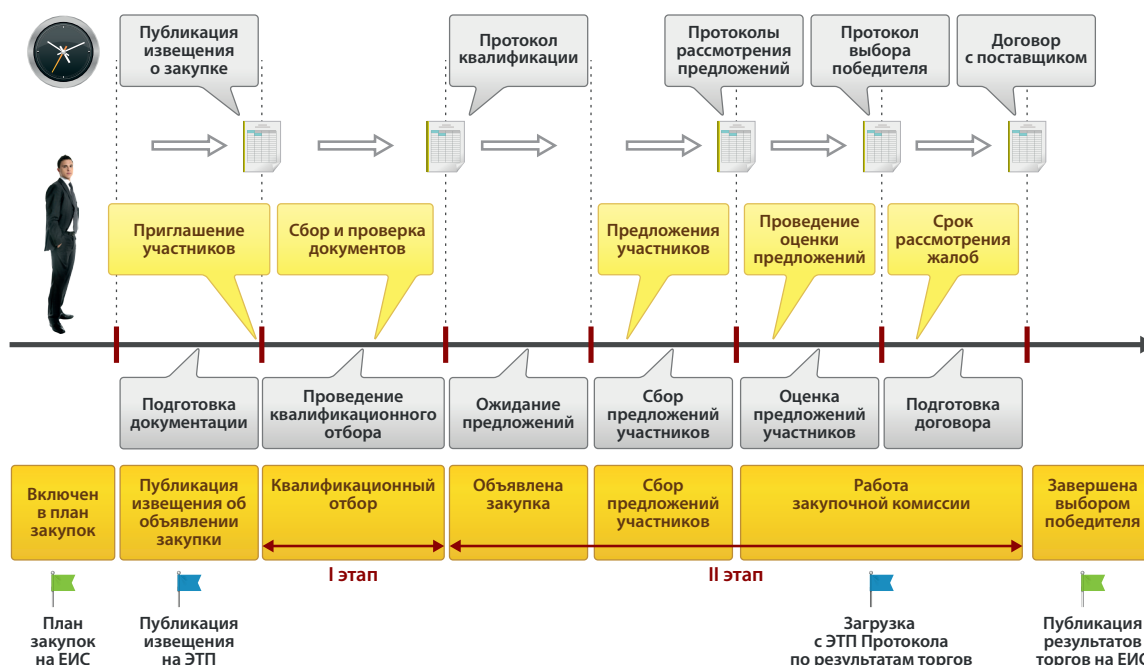 Публикация
извещения
о закупке
Протокол
квалификации
Протоколы
рассмотрения
предложений
Протокол
выбора
победителя
Договор
с поставщиком
Приглашение
участников
Сбор и проверка
документов
Предложения
участников
Проведение
оценки
предложений
Срок
рассмотрения
жалоб
Подготовка
документации
Проведение
квалификационного
отбора
Ожидание
предложений
Сбор
предложений
участников
Оценка
предложений
участников
Подготовка
договора
Включен
в план
закупок
Публикация
извещения об
объявлении
закупки
Квалификационный
отбор
Объявлена
закупка
Сбор
предложений
участников
Работа
закупочной комиссии
Завершена
выбором
победителя
I этап
II этап
План
закупок
на ЕИС
Публикация
извещения
на ЭТП
Загрузка
с ЭТП Протокола
по результатам торгов
Публикация
результатов
торгов на ЕИС